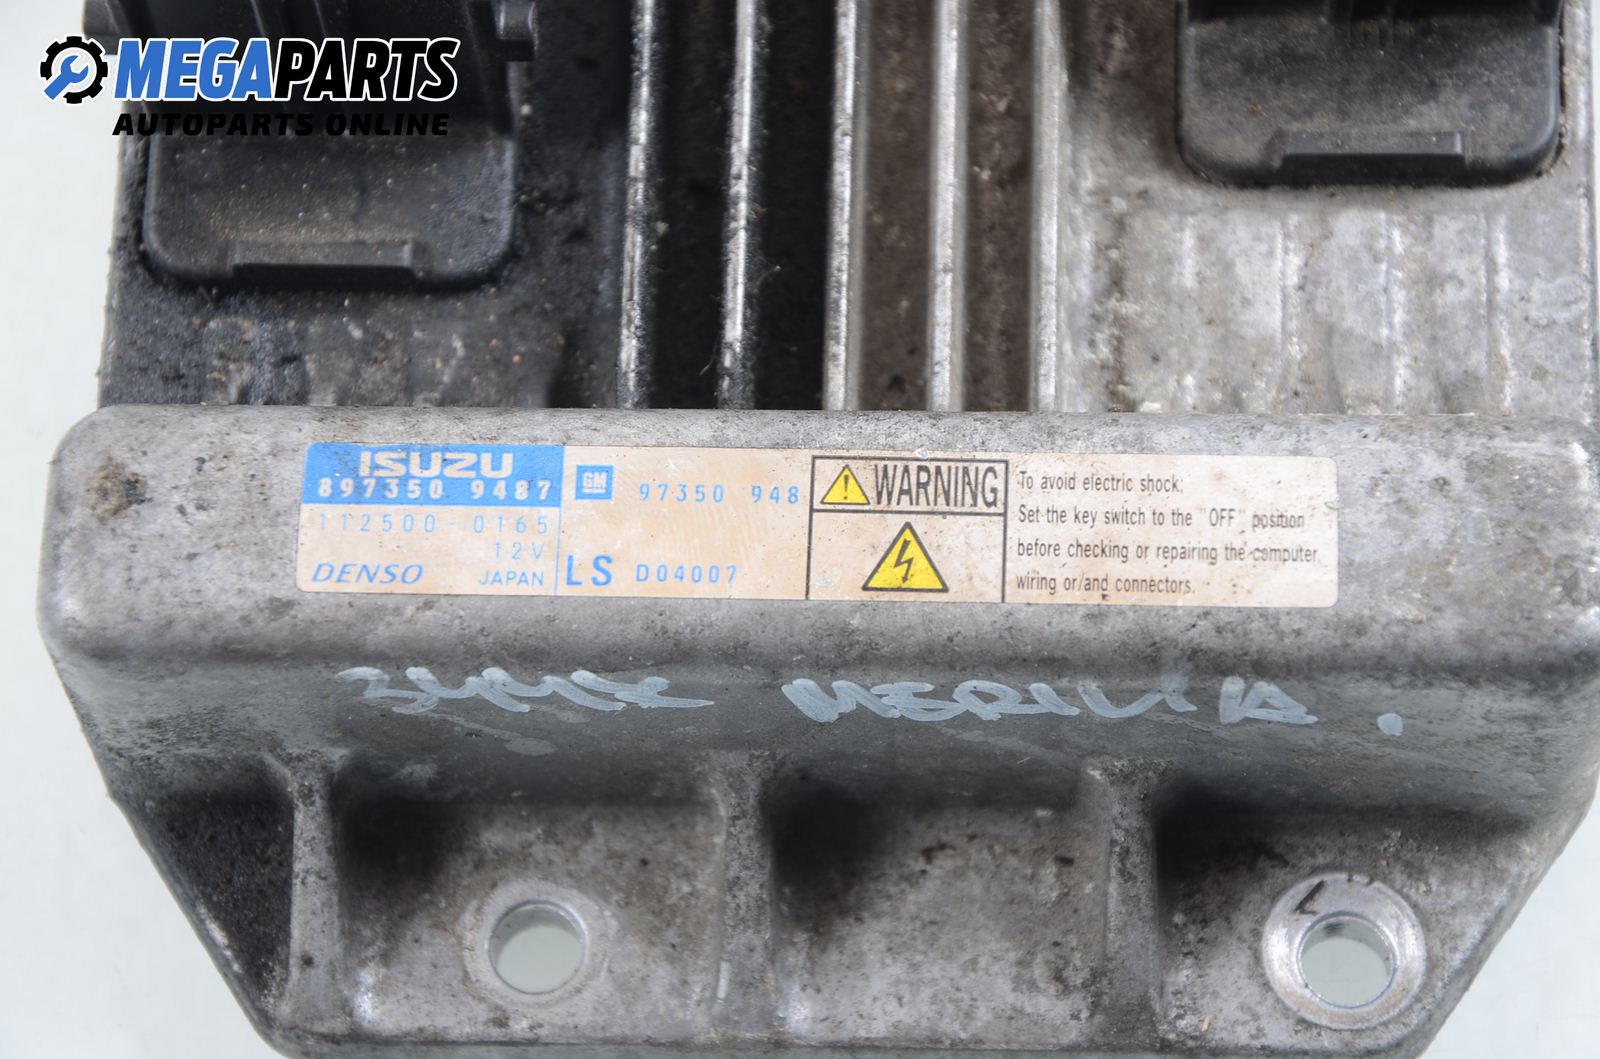 MEGAPARTS
AUTOPARTS ONLINE
ISUZU
897350 9487
112500-0165
12V
DENSO JAPAN
GM 97350 948
LS D04007
WARNING
To avoid electric shock;
Set the key switch to the "OFF" position
before checking or repairing the computer,
wiring or/and connectors.
MERIVIA.